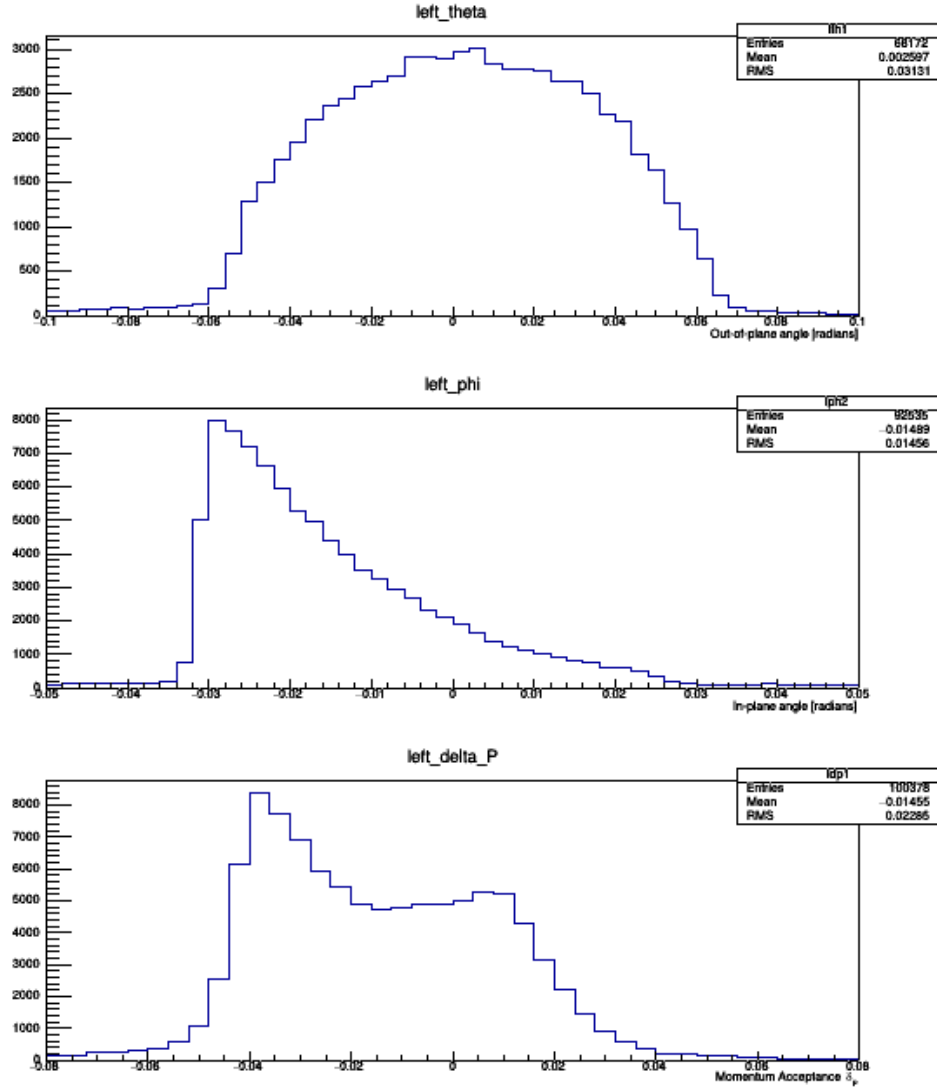 left_theta
llh1
Entries 68172
Mean 0.002597
RMS 0.03131
3000
2500
2000
1500
1000
500
0
−0.1 −0.08 −0.06 −0.04 −0.02 0 0.02 0.04 0.06 0.08 0.1
Out-of-plane angle [radians]
left_phi
lph2
Entries 92535
Mean −0.01489
RMS 0.01456
8000
7000
6000
5000
4000
3000
2000
1000
0
−0.05 −0.04 −0.03 −0.02 −0.01 0 0.01 0.02 0.03 0.04 0.05
In-plane angle [radians]
left_delta_P
ldp1
Entries 100378
Mean −0.01455
RMS 0.02285
8000
7000
6000
5000
4000
3000
2000
1000
0
−0.08 −0.06 −0.04 −0.02 0 0.02 0.04 0.06 0.08
Momentum Acceptance δ_P